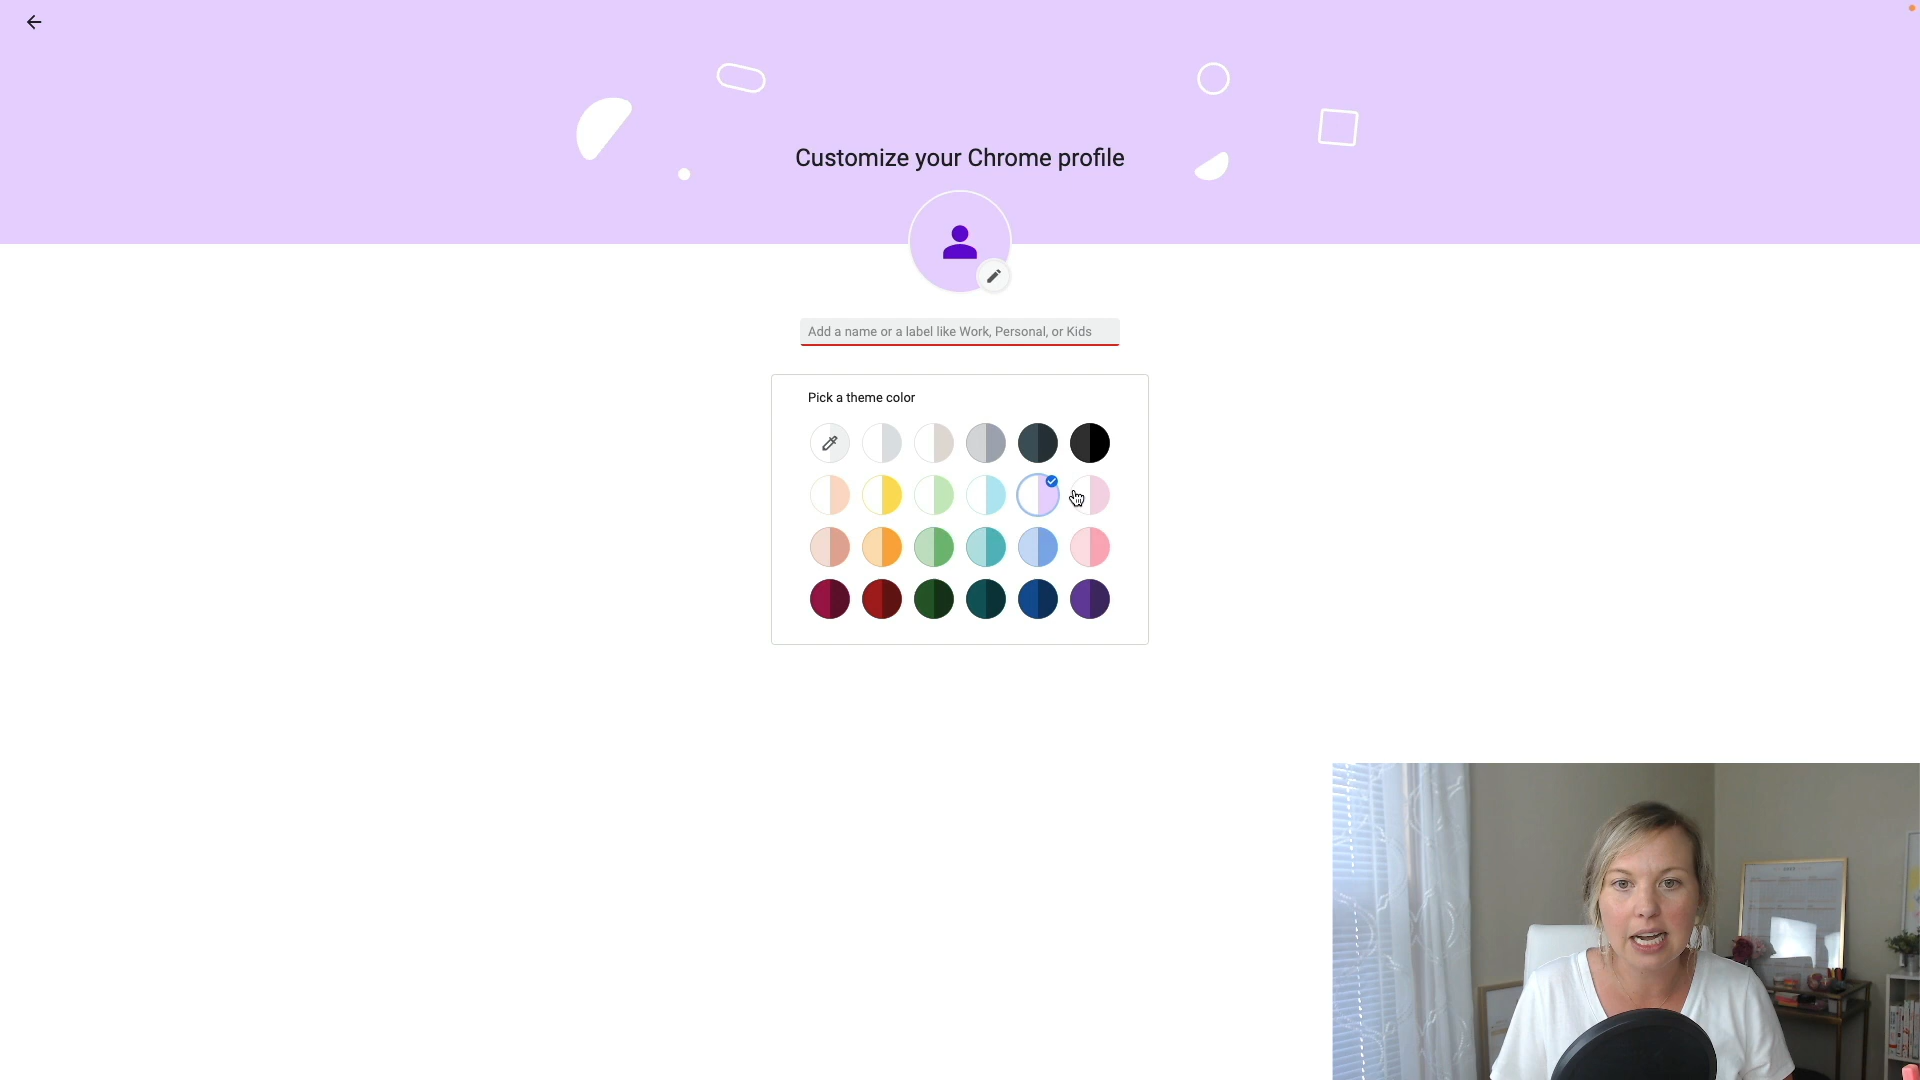 Customize your Chrome profile
Add a name or a label like Work, Personal, or Kids
Pick a theme color